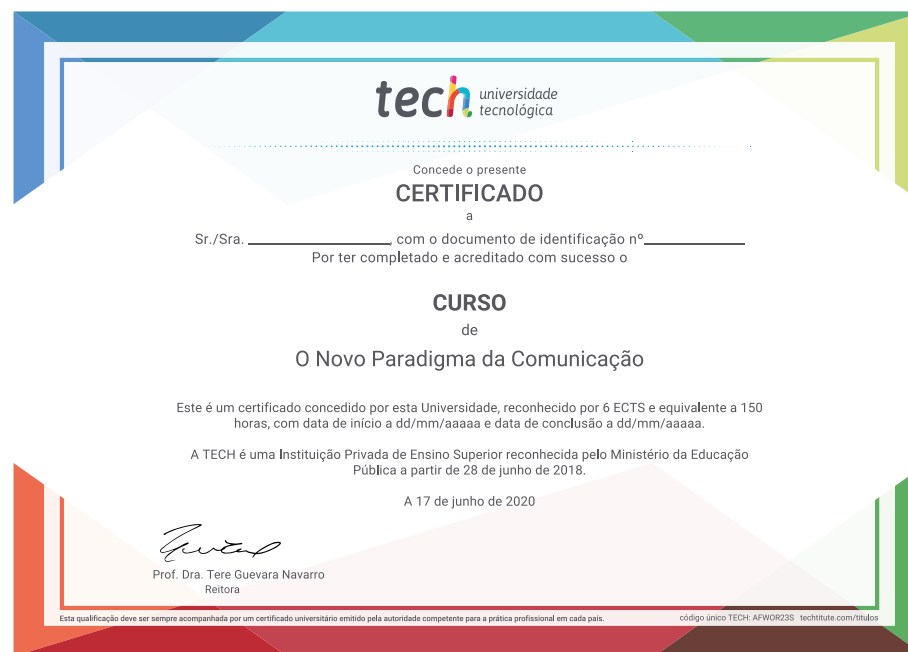 tech universidade
tecnológica
Concede o presente
CERTIFICADO
a
Sr./Sra. ____________________, com o documento de identificação nº______________
Por ter completado e acreditado com sucesso o
CURSO
de
O Novo Paradigma da Comunicação
Este é um certificado concedido por esta Universidade, reconhecido por 6 ECTS e equivalente a 150
horas, com data de início a dd/mm/aaaaa e data de conclusão a dd/mm/aaaaa.
A TECH é uma Instituição Privada de Ensino Superior reconhecida pelo Ministério da Educação
Pública a partir de 28 de junho de 2018.
A 17 de junho de 2020
Prof. Dra. Tere Guevara Navarro
Reitora
Esta qualificação deve ser sempre acompanhada por um certificado universitário emitido pela autoridade competente para a prática profissional em cada país.
código único TECH: AFWOR23S techtitute.com/titulos